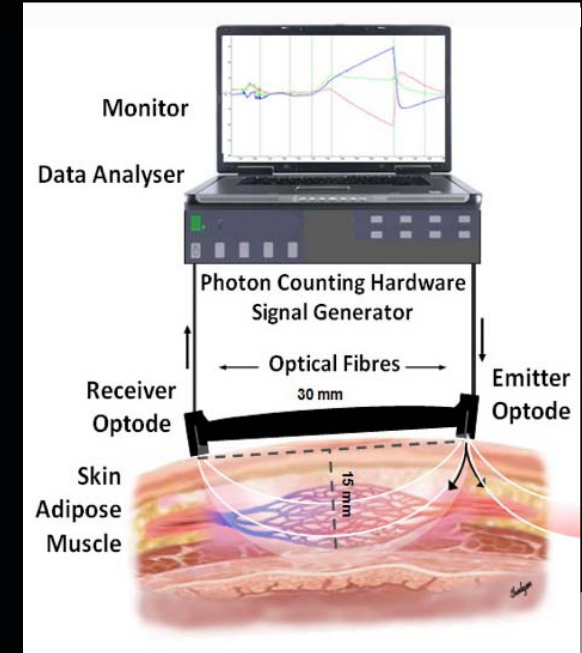 Monitor
Data Analyser
Photon Counting Hardware
Signal Generator
Optical Fibres
30 mm
Receiver
Optode
Emitter
Optode
Skin
Adipose
Muscle
15 mm